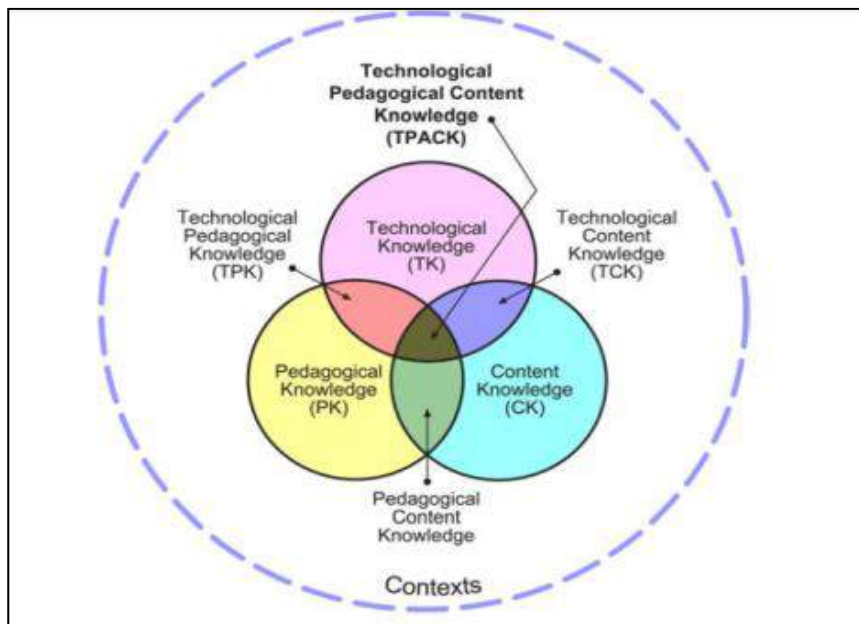 Technological
Pedagogical Content
Knowledge
(TPACK)
Technological
Pedagogical
Knowledge
(TPK)
Technological
Knowledge
(TK)
Technological
Content
Knowledge
(TCK)
Pedagogical
Knowledge
(PK)
Content
Knowledge
(CK)
Pedagogical
Content
Knowledge
Contexts